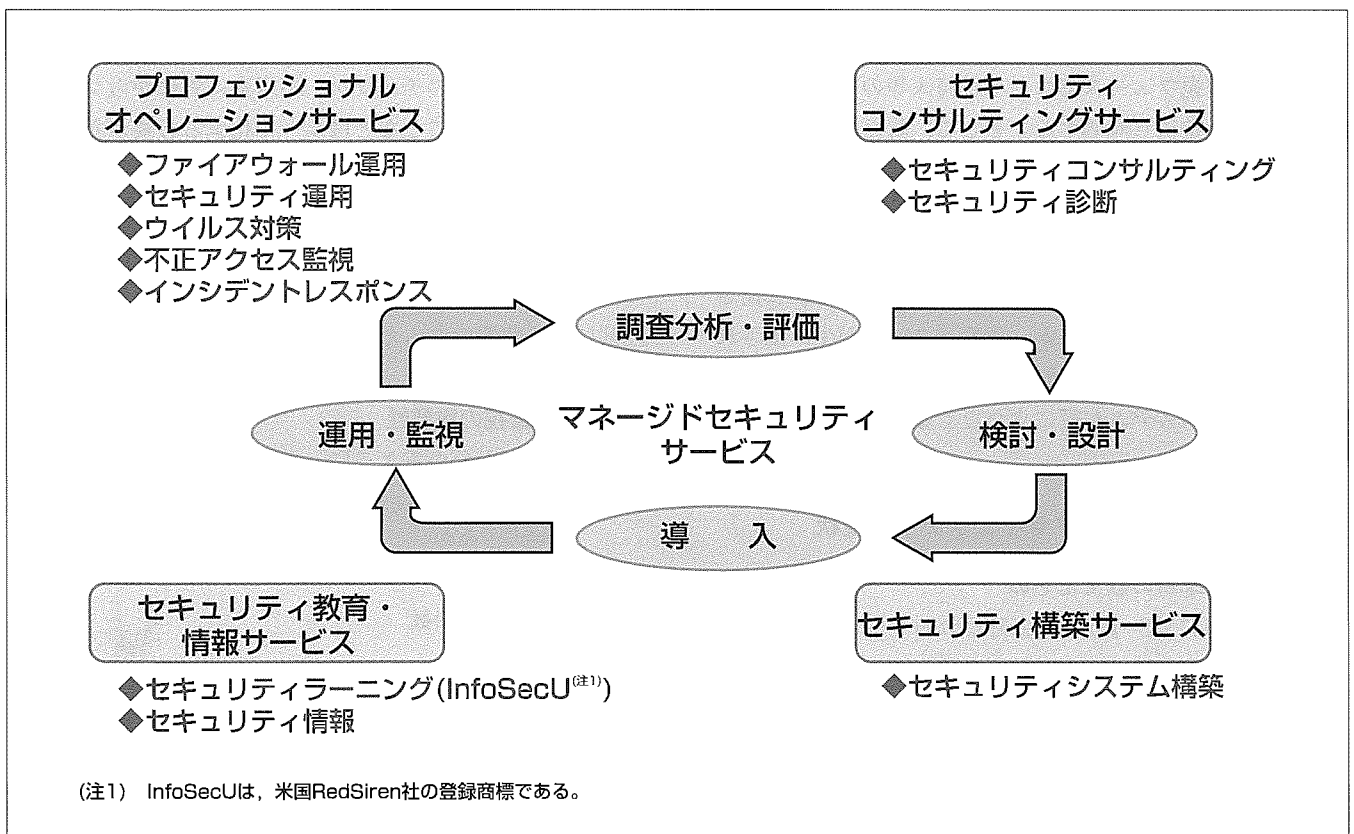 プロフェッショナル
オペレーションサービス
◆ファイアウォール運用
◆セキュリティ運用
◆ウイルス対策
◆不正アクセス監視
◆インシデントレスポンス
セキュリティ
コンサルティングサービス
◆セキュリティコンサルティング
◆セキュリティ診断
調査分析・評価
運用・監視
マネージドセキュリティ
サービス
検討・設計
導 入
セキュリティ教育・
情報サービス
◆セキュリティラーニング(InfoSecU(注1))
◆セキュリティ情報
セキュリティ構築サービス
◆セキュリティシステム構築
(注1) InfoSecUは，米国RedSiren社の登録商標である。